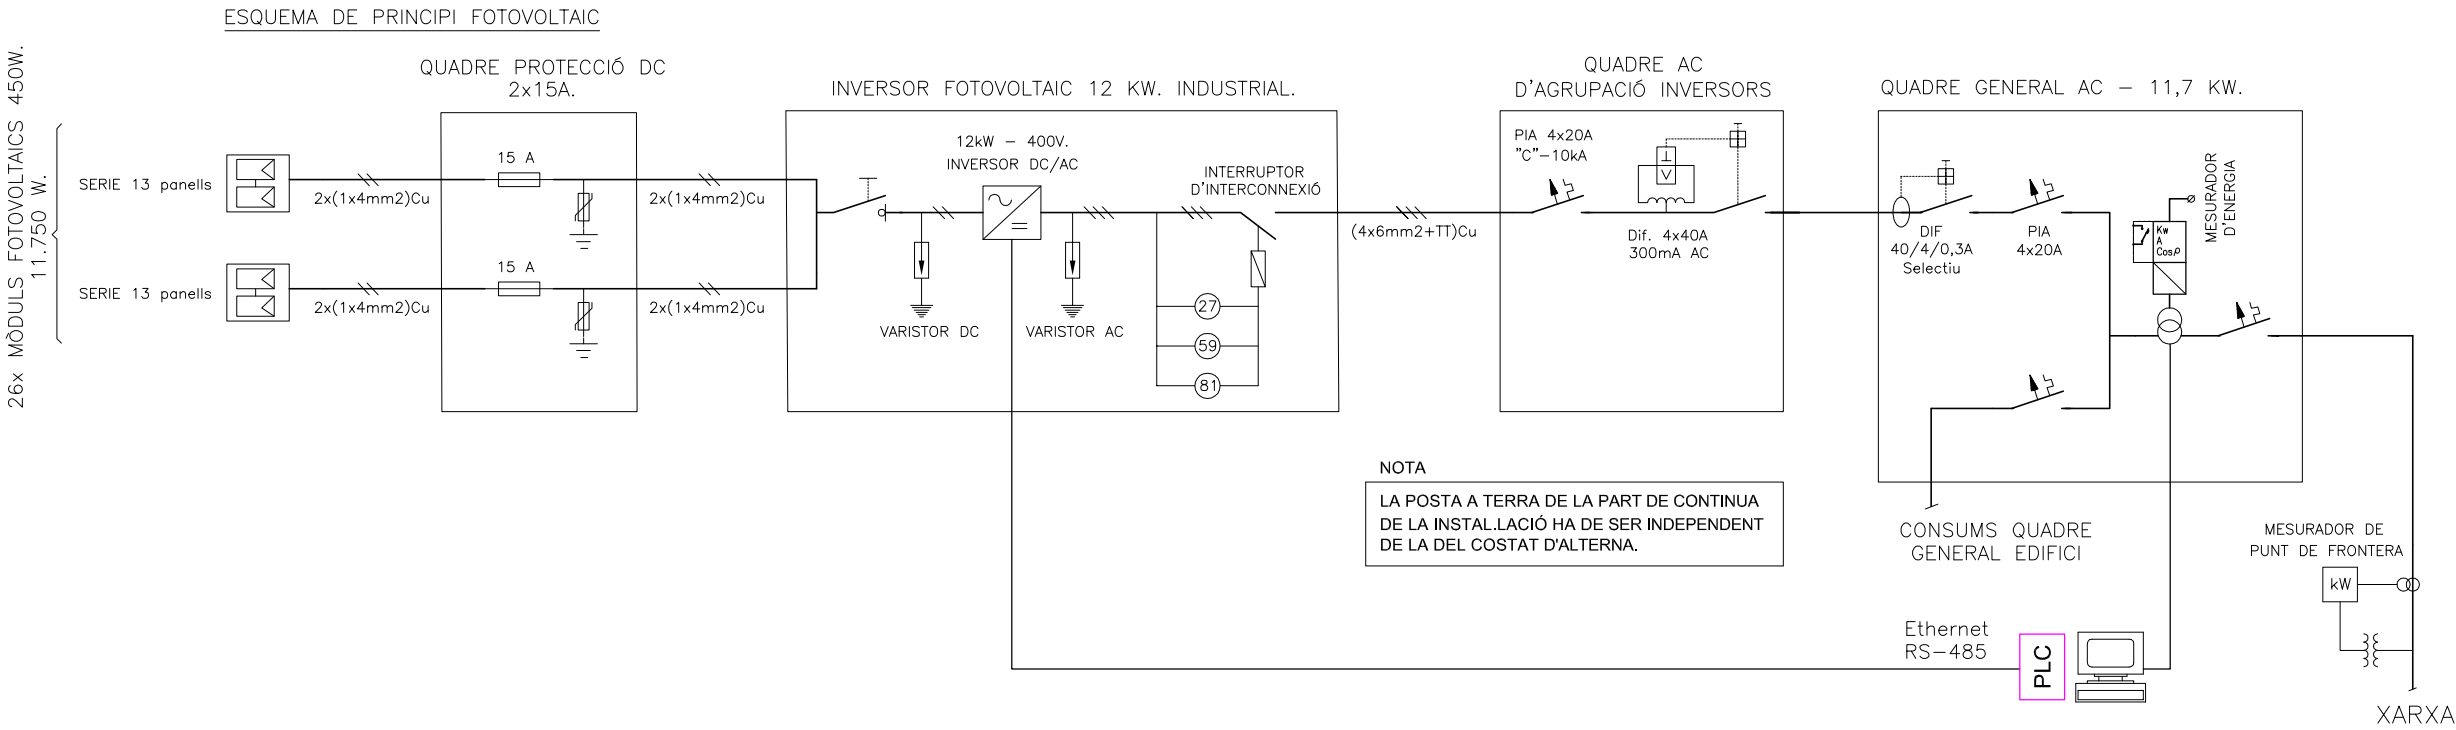 ESQUEMA DE PRINCIPI FOTOVOLTAIC
26x MÒDULS FOTOVOLTAICS 450W.
11.750 W.
SERIE 13 panells
SERIE 13 panells
2x(1x4mm2)Cu
2x(1x4mm2)Cu
QUADRE PROTECCIÓ DC
2x15A.
15 A
15 A
2x(1x4mm2)Cu
2x(1x4mm2)Cu
INVERSOR FOTOVOLTAIC 12 KW. INDUSTRIAL.
12kW – 400V.
INVERSOR DC/AC
VARISTOR DC
VARISTOR AC
INTERRUPTOR
D'INTERCONNEXIÓ
27
59
81
(4x6mm2+TT)Cu
QUADRE AC
D'AGRUPACIÓ INVERSORS
PIA 4x20A
"C"–10kA
Dif. 4x40A
300mA AC
QUADRE GENERAL AC – 11,7 KW.
DIF
40/4/0,3A
Selectiu
PIA
4x20A
Kw
A
Cosρ
MESURADOR
D'ENERGIA
CONSUMS QUADRE
GENERAL EDIFICI
NOTA
LA POSTA A TERRA DE LA PART DE CONTINUA
DE LA INSTAL.LACIÓ HA DE SER INDEPENDENT
DE LA DEL COSTAT D'ALTERNA.
MESURADOR DE
PUNT DE FRONTERA
kW
Ethernet
RS–485
PLC
XARXA